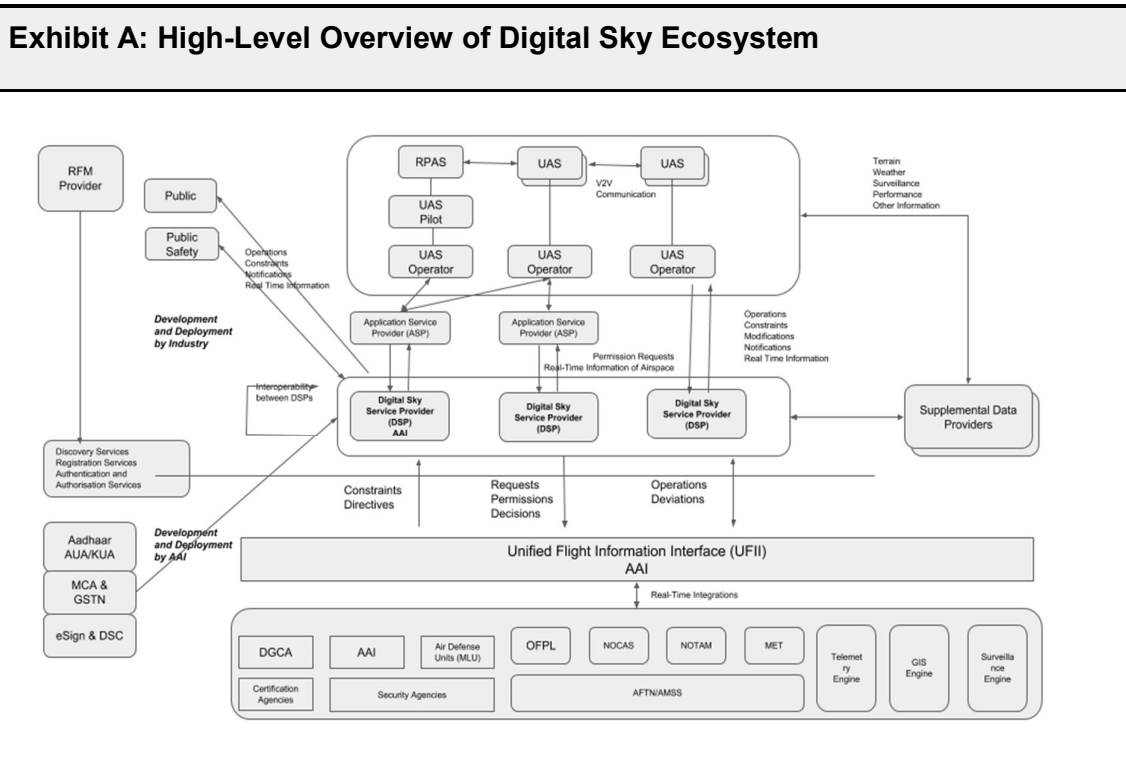 Exhibit A: High-Level Overview of Digital Sky Ecosystem
RFM
Provider
Public
Public
Safety
RPAS
UAS
UAS
V2V
Communication
UAS
Pilot
UAS
Operator
UAS
Operator
UAS
Operator
Terrain
Weather
Surveillance
Performance
Other Information
Operations
Constraints
Notifications
Real Time Information
Development
and Deployment
by Industry
Application Service
Provider (ASP)
Application Service
Provider (ASP)
Operations
Constraints
Modifications
Notifications
Real Time Information
Permission Requests
Real-Time Information of Airspace
Interoperability
between DSPs
Digital Sky
Service Provider
(DSP)
AAI
Digital Sky
Service Provider
(DSP)
Digital Sky
Service Provider
(DSP)
Supplemental Data
Providers
Discovery Services
Registration Services
Authentication and
Authorisation Services
Constraints
Directives
Requests
Permissions
Decisions
Operations
Deviations
Aadhaar
AUA/KUA
MCA &
GSTN
eSign & DSC
Development
and Deployment
by AAI
Unified Flight Information Interface (UFII)
AAI
Real-Time Integrations
DGCA
AAI
Air Defense
Units (MLU)
OFPL
NOCAS
NOTAM
MET
Certification
Agencies
Security Agencies
AFTN/AMSS
Telemet
ry
Engine
GIS
Engine
Surveilla
nce
Engine